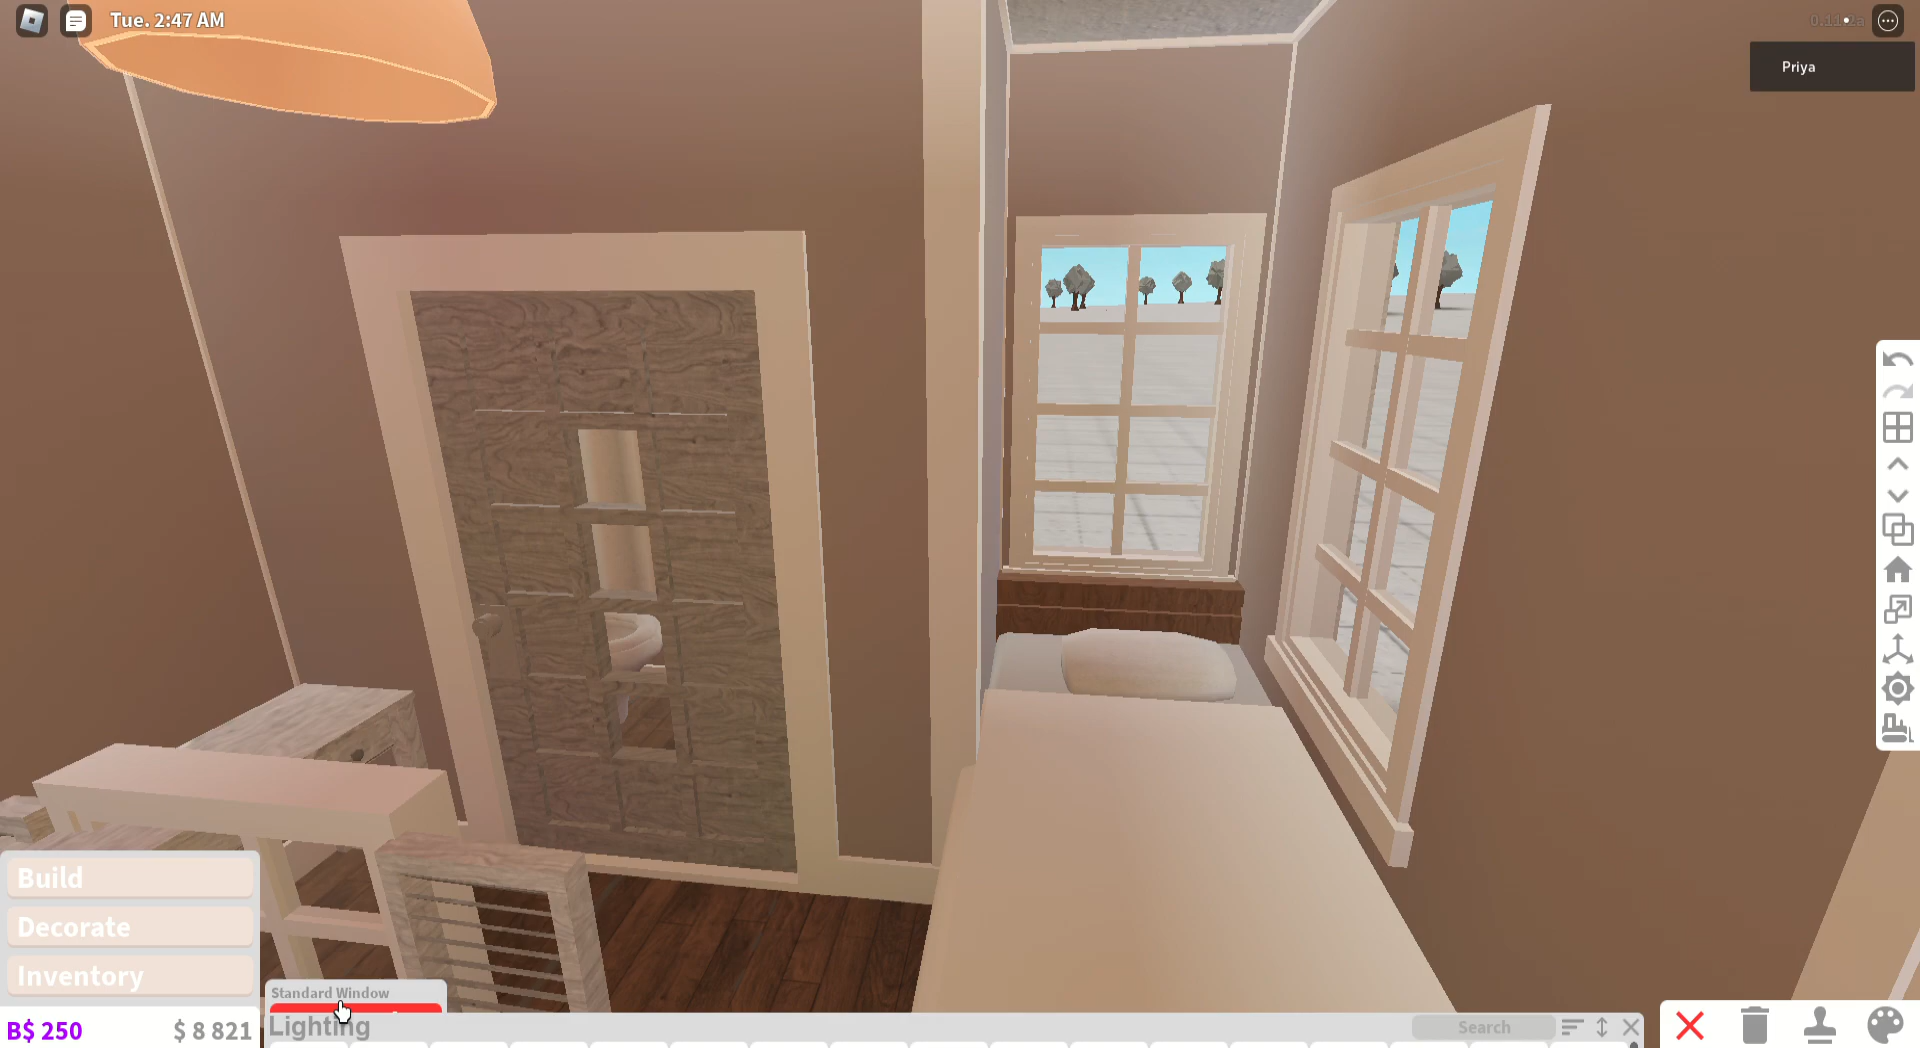 Tue. 2:47 AM
Priya
Build
Decorate
Inventory
B$ 250
$ 8 821
Standard Window
Lighting
Search